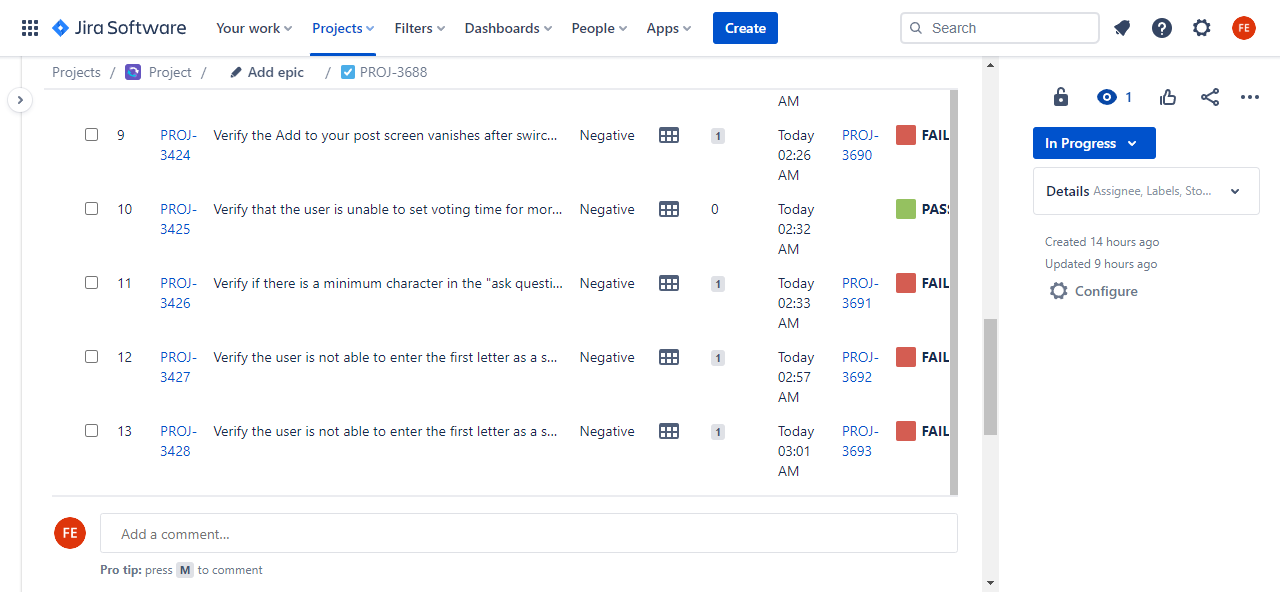 Jira Software Your work Projects Filters Dashboards People Apps Create Search FE
Projects / Project / Add epic / PROJ-3688
AM
9 PROJ- Verify the Add to your post screen vanishes after swirc... Negative 1 Today PROJ- FAIL
3424 02:26 3690
AM
10 PROJ- Verify that the user is unable to set voting time for mor... Negative 0 Today PASS
3425 02:32
AM
11 PROJ- Verify if there is a minimum character in the "ask questi... Negative 1 Today PROJ- FAIL
3426 02:33 3691
AM
12 PROJ- Verify the user is not able to enter the first letter as a s... Negative 1 Today PROJ- FAIL
3427 02:57 3692
AM
13 PROJ- Verify the user is not able to enter the first letter as a s... Negative 1 Today PROJ- FAIL
3428 03:01 3693
AM
FE Add a comment...
Pro tip: press M to comment
1
In Progress
Details Assignee, Labels, Sto...
Created 14 hours ago
Updated 9 hours ago
Configure